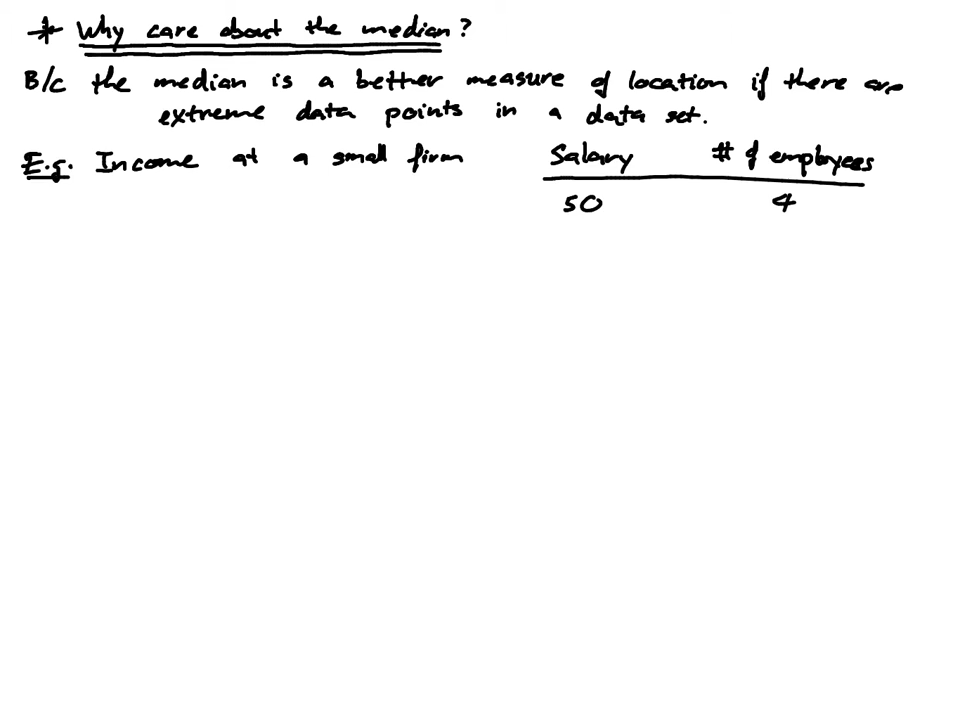 * Why care about the median?
B/c the median is a better measure of location if there are
extreme data points in a data set.
E.g. Income at a small firm
Salary # of employees
50 4